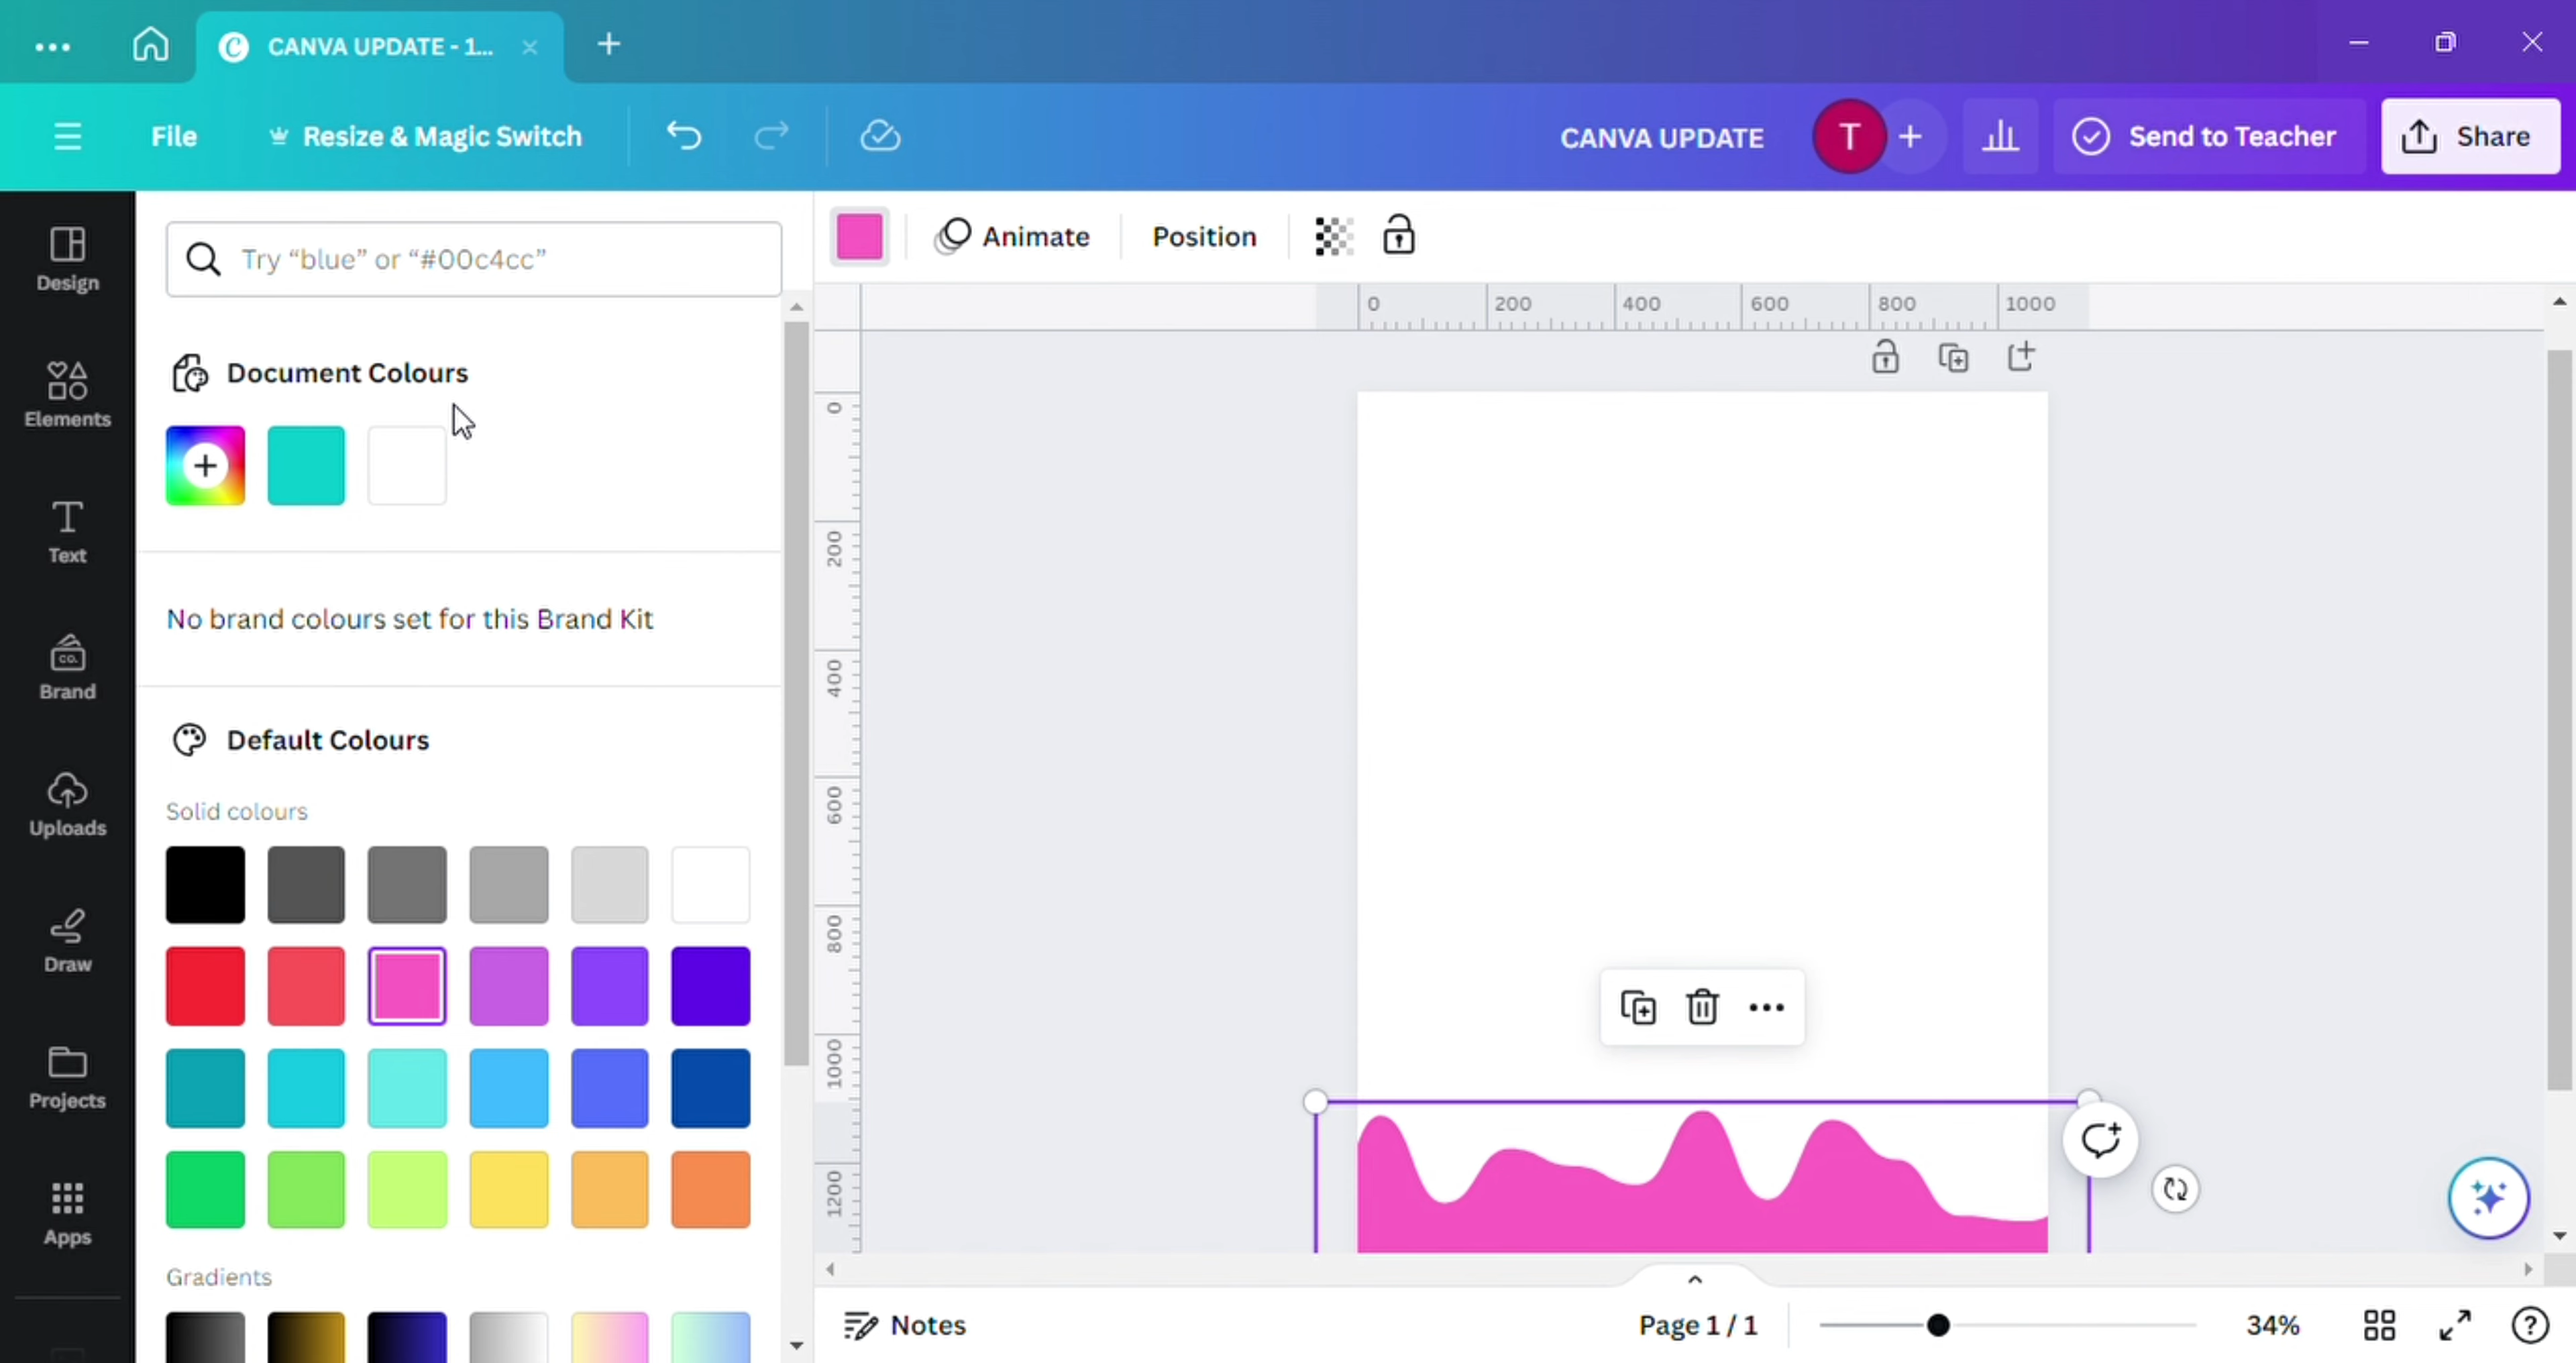 CANVA UPDATE - 1...
File
Resize & Magic Switch
CANVA UPDATE
T
Send to Teacher
Share
Design
Elements
Text
CO.
Brand
Uploads
Draw
Projects
Apps
Try “blue” or “#00c4cc”
Document Colours
No brand colours set for this Brand Kit
Default Colours
Solid colours
Gradients
Animate
Position
0 200 400 600 800 1000
0
200
400
600
800
1000
1200
Notes
Page 1 / 1
34%